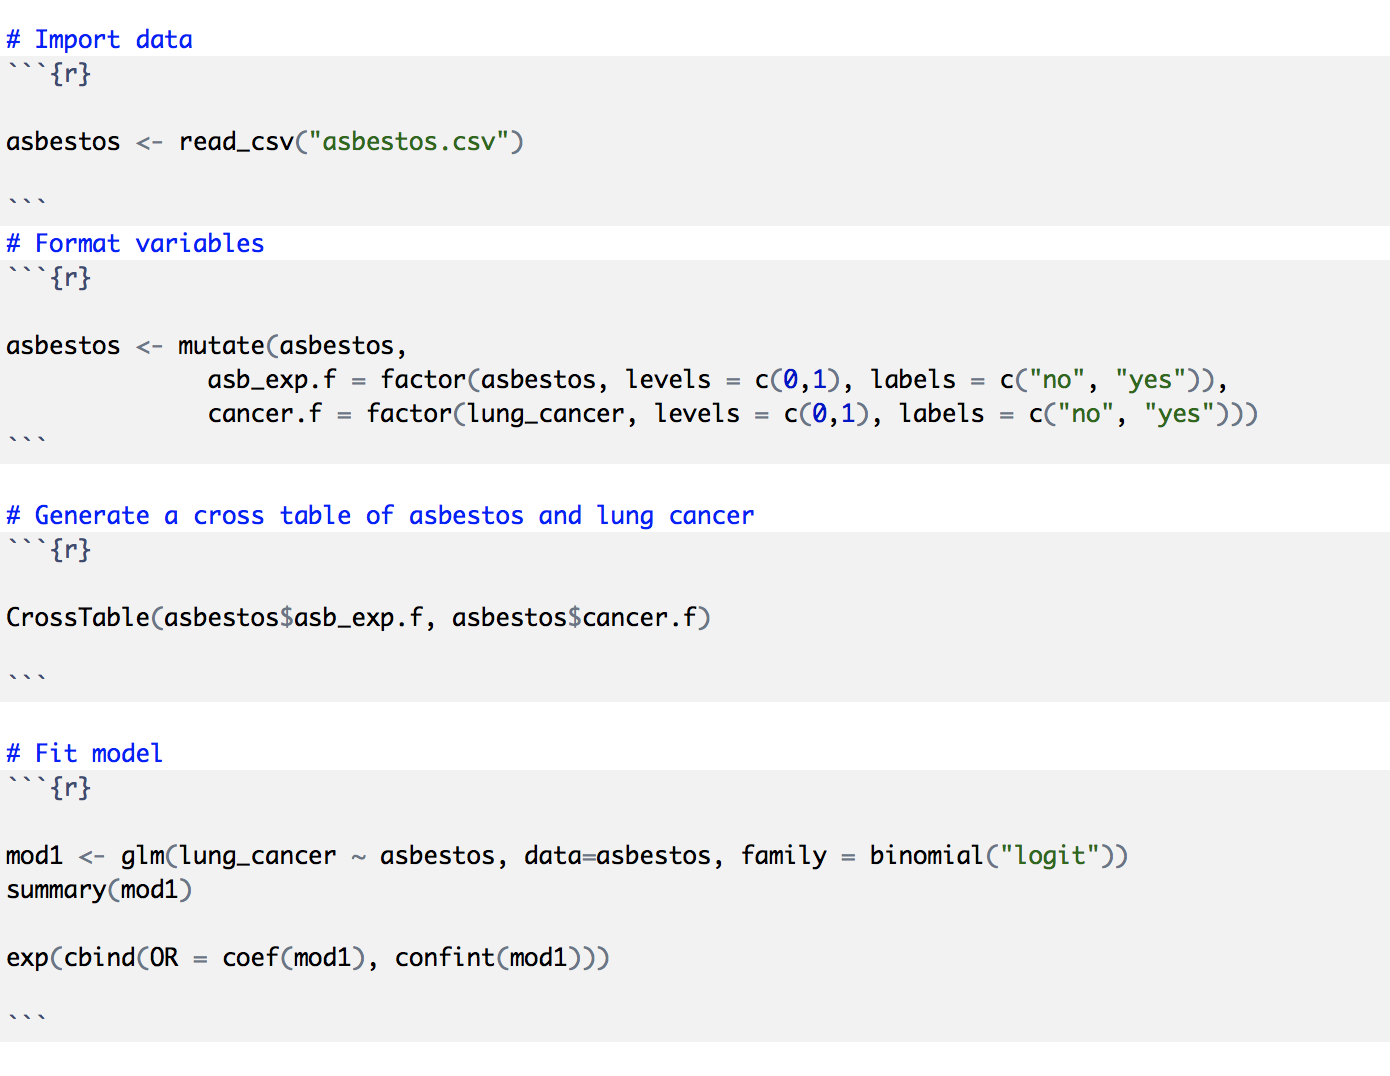 # Import data
```{r}
asbestos <- read_csv("asbestos.csv")
```
# Format variables
```{r}
asbestos <- mutate(asbestos,
              asb_exp.f = factor(asbestos, levels = c(0,1), labels = c("no", "yes")),
              cancer.f = factor(lung_cancer, levels = c(0,1), labels = c("no", "yes")))
```
# Generate a cross table of asbestos and lung cancer
```{r}
CrossTable(asbestos$asb_exp.f, asbestos$cancer.f)
```
# Fit model
```{r}
mod1 <- glm(lung_cancer ~ asbestos, data=asbestos, family = binomial("logit"))
summary(mod1)
exp(cbind(OR = coef(mod1), confint(mod1)))
```